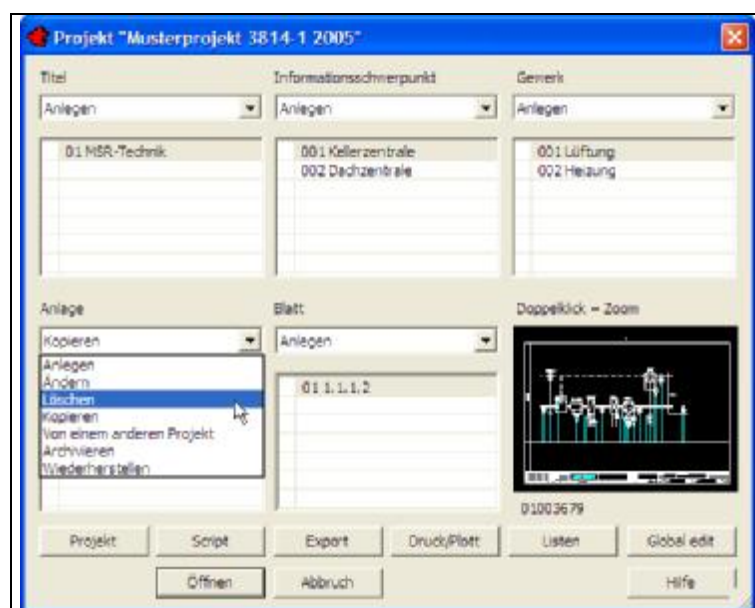 Projekt "Musterprojekt 3814-1 2005"
Titel
Informationsschwerpunkt
Gewerk
Anlegen
Anlegen
Anlegen
01 MSR-Technik
001 Kellerzentrale
002 Dachzentrale
001 Lüftung
002 Heizung
Anlage
Blatt
Doppelklick = Zoom
Kopieren
Anlegen
Anlegen
Ändern
Löschen
Kopieren
Von einem anderen Projekt
Archivieren
Wiederherstellen
01 1.1.1.2
01003679
Projekt
Script
Export
Druck/Plott
Listen
Global edit
Öffnen
Abbruch
Hilfe